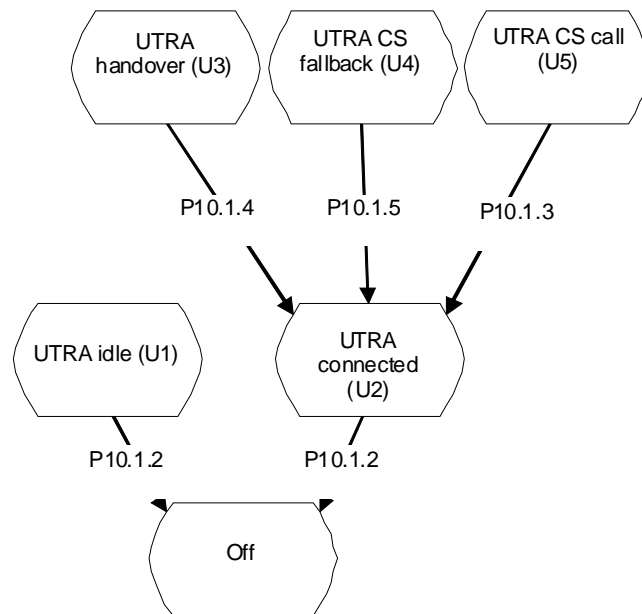 UTRA
handover (U3)
UTRA CS
fallback (U4)
UTRA CS call
(U5)
P10.1.4
P10.1.5
P10.1.3
UTRA idle (U1)
UTRA
connected
(U2)
P10.1.2
P10.1.2
Off